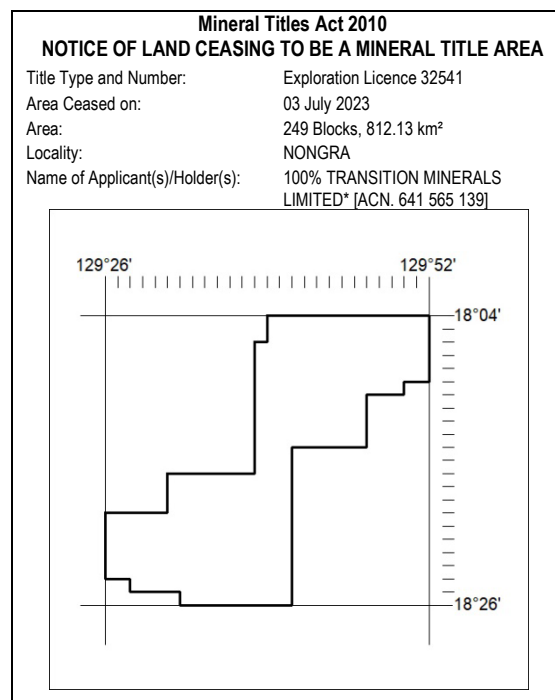 Mineral Titles Act 2010
NOTICE OF LAND CEASING TO BE A MINERAL TITLE AREA
Title Type and Number: Exploration Licence 32541
Area Ceased on: 03 July 2023
Area: 249 Blocks, 812.13 km²
Locality: NONGRA
Name of Applicant(s)/Holder(s): 100% TRANSITION MINERALS
LIMITED* [ACN. 641 565 139]
129°26' 129°52'
18°04'
18°26'